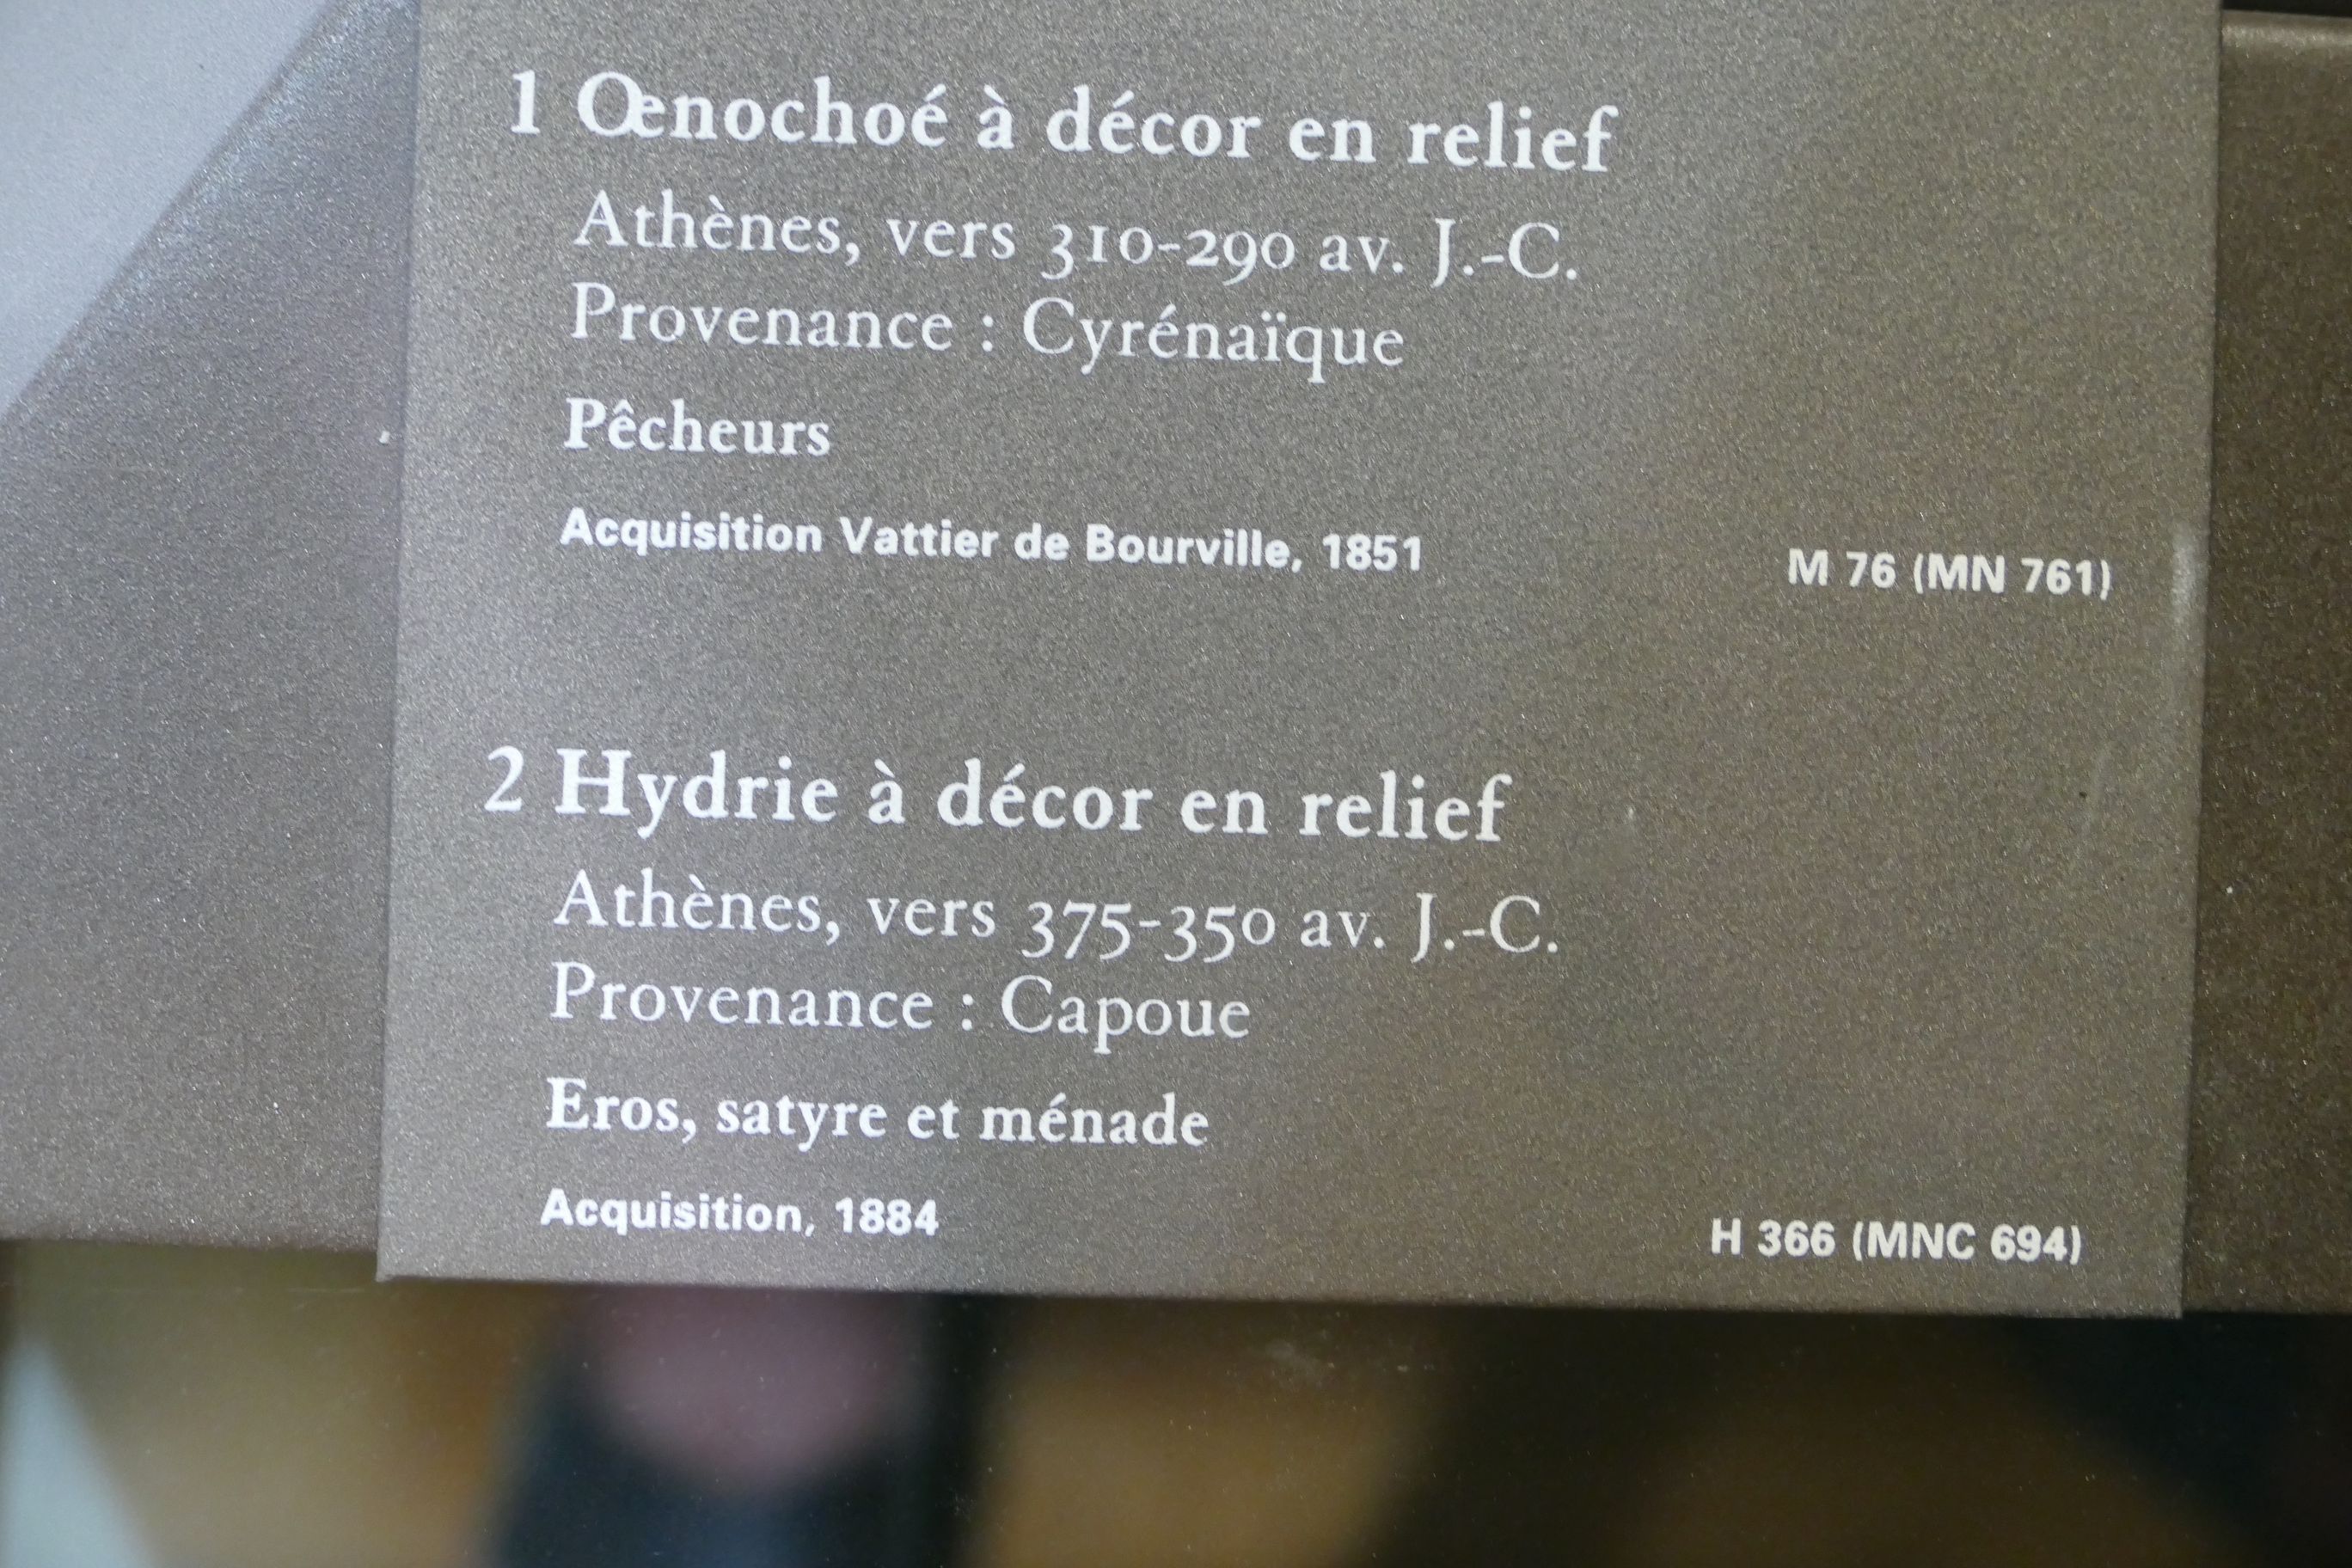 1 Œnochoé à décor en relief
Athènes, vers 310-290 av. J.-C.
Provenance : Cyrénaïque
Pêcheurs
Acquisition Vattier de Bourville, 1851
M 76 (MN 761)
2 Hydrie à décor en relief
Athènes, vers 375-350 av. J.-C.
Provenance : Capoue
Eros, satyre et ménade
Acquisition, 1884
H 366 (MNC 694)